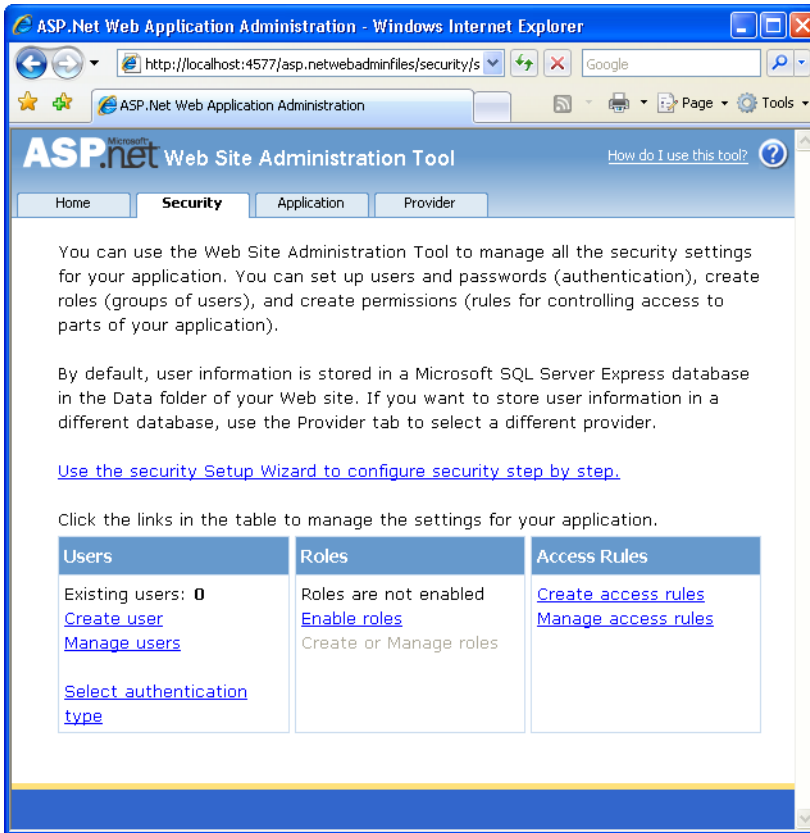 ASP.Net Web Application Administration - Windows Internet Explorer
http://localhost:4577/asp.netwebadminfiles/security/s
Google
ASP.Net Web Application Administration
Page
Tools
Microsoft
ASP.net Web Site Administration Tool
How do I use this tool?
Home Security Application Provider
You can use the Web Site Administration Tool to manage all the security settings
for your application. You can set up users and passwords (authentication), create
roles (groups of users), and create permissions (rules for controlling access to
parts of your application).
By default, user information is stored in a Microsoft SQL Server Express database
in the Data folder of your Web site. If you want to store user information in a
different database, use the Provider tab to select a different provider.
Use the security Setup Wizard to configure security step by step.
Click the links in the table to manage the settings for your application.
Users
Existing users: 0
Create user
Manage users
Select authentication
type
Roles
Roles are not enabled
Enable roles
Create or Manage roles
Access Rules
Create access rules
Manage access rules